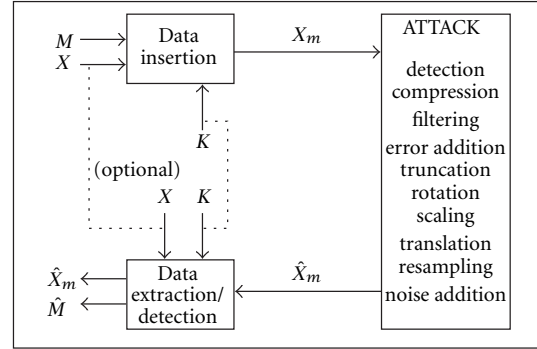 M
X
Data
insertion
X_m
K
(optional)
X
K
X̂_m
M̂
Data
extraction/
detection
X̂_m
ATTACK
detection
compression
filtering
error addition
truncation
rotation
scaling
translation
resampling
noise addition